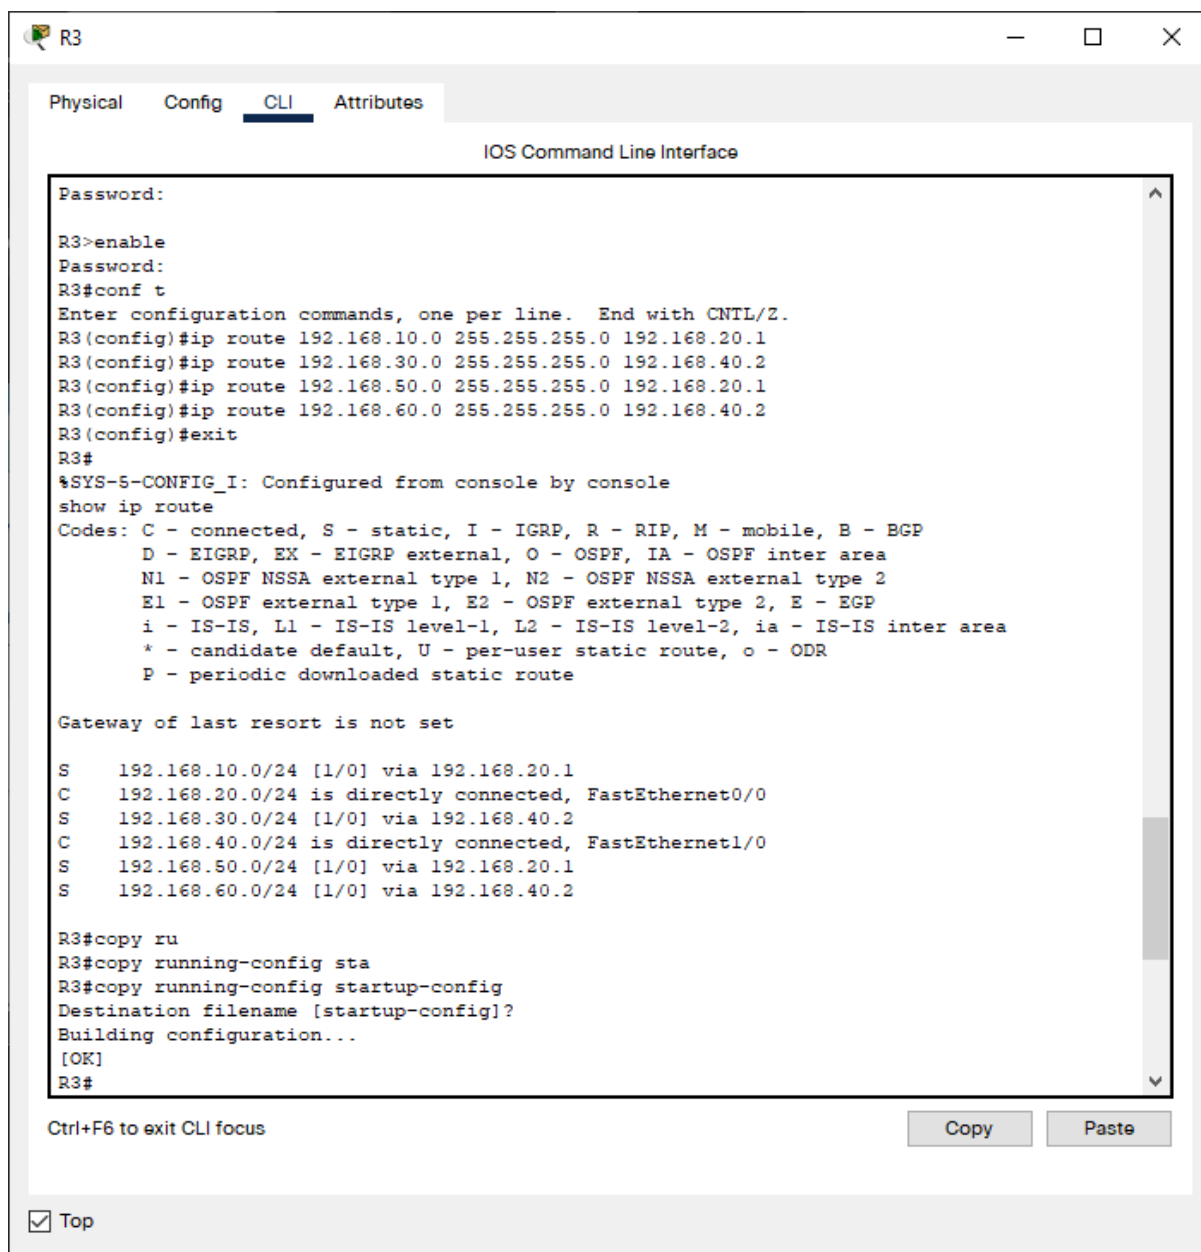 R3
Physical Config CLI Attributes
IOS Command Line Interface
Password:
R3>enable
Password:
R3#conf t
Enter configuration commands, one per line.  End with CNTL/Z.
R3(config)#ip route 192.168.10.0 255.255.255.0 192.168.20.1
R3(config)#ip route 192.168.30.0 255.255.255.0 192.168.40.2
R3(config)#ip route 192.168.50.0 255.255.255.0 192.168.20.1
R3(config)#ip route 192.168.60.0 255.255.255.0 192.168.40.2
R3(config)#exit
R3#
%SYS-5-CONFIG_I: Configured from console by console
show ip route
Codes: C - connected, S - static, I - IGRP, R - RIP, M - mobile, B - BGP
       D - EIGRP, EX - EIGRP external, O - OSPF, IA - OSPF inter area
       N1 - OSPF NSSA external type 1, N2 - OSPF NSSA external type 2
       E1 - OSPF external type 1, E2 - OSPF external type 2, E - EGP
       i - IS-IS, L1 - IS-IS level-1, L2 - IS-IS level-2, ia - IS-IS inter area
       * - candidate default, U - per-user static route, o - ODR
       P - periodic downloaded static route
Gateway of last resort is not set
S    192.168.10.0/24 [1/0] via 192.168.20.1
C    192.168.20.0/24 is directly connected, FastEthernet0/0
S    192.168.30.0/24 [1/0] via 192.168.40.2
C    192.168.40.0/24 is directly connected, FastEthernet1/0
S    192.168.50.0/24 [1/0] via 192.168.20.1
S    192.168.60.0/24 [1/0] via 192.168.40.2
R3#copy ru
R3#copy running-config sta
R3#copy running-config startup-config
Destination filename [startup-config]?
Building configuration...
[OK]
R3#
Ctrl+F6 to exit CLI focus
Copy Paste
Top